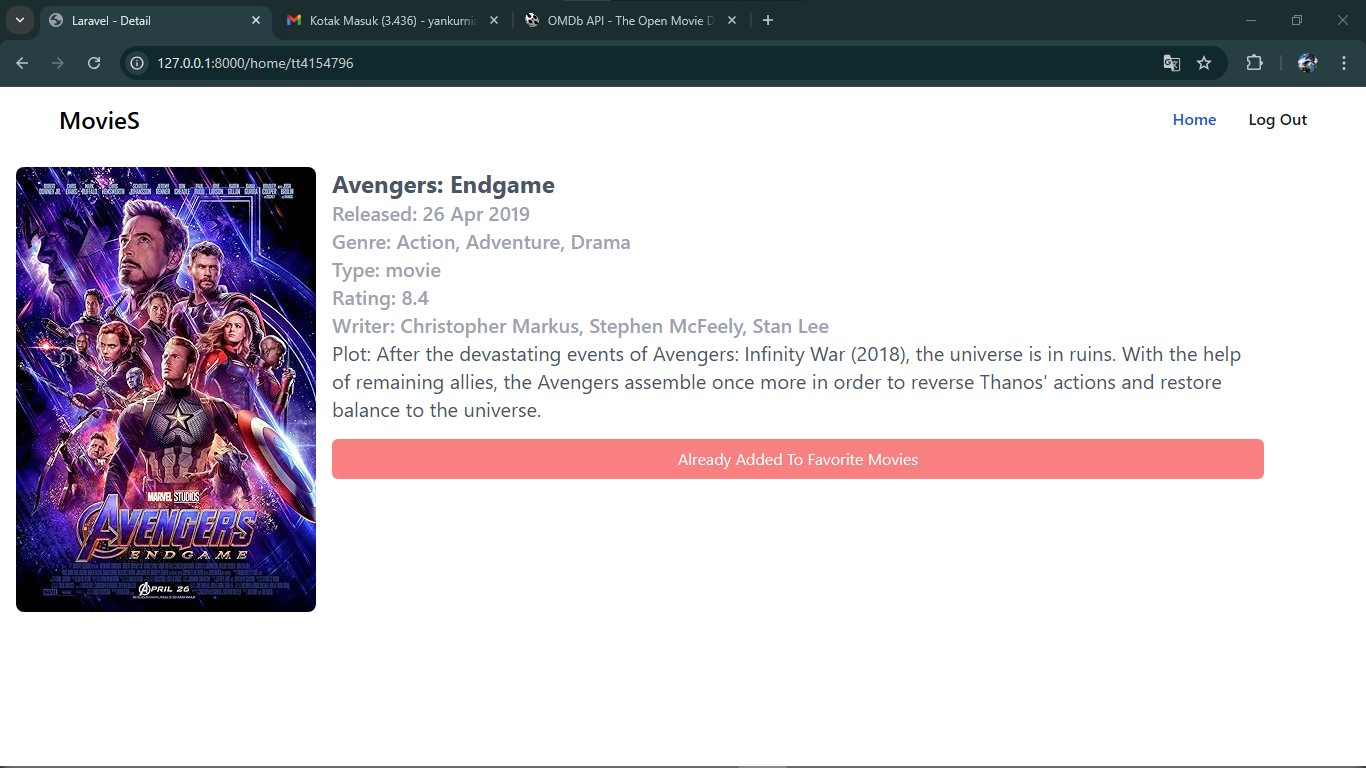 Laravel - Detail
Kotak Masuk (3.436) - yankurnia
OMDb API - The Open Movie D
127.0.0.1:8000/home/tt4154796
MovieS
Home
Log Out
Avengers: Endgame
Released: 26 Apr 2019
Genre: Action, Adventure, Drama
Type: movie
Rating: 8.4
Writer: Christopher Markus, Stephen McFeely, Stan Lee
Plot: After the devastating events of Avengers: Infinity War (2018), the universe is in ruins. With the help
of remaining allies, the Avengers assemble once more in order to reverse Thanos' actions and restore
balance to the universe.
Already Added To Favorite Movies
MARVEL STUDIOS
AVENGERS
ENDGAME
APRIL 26